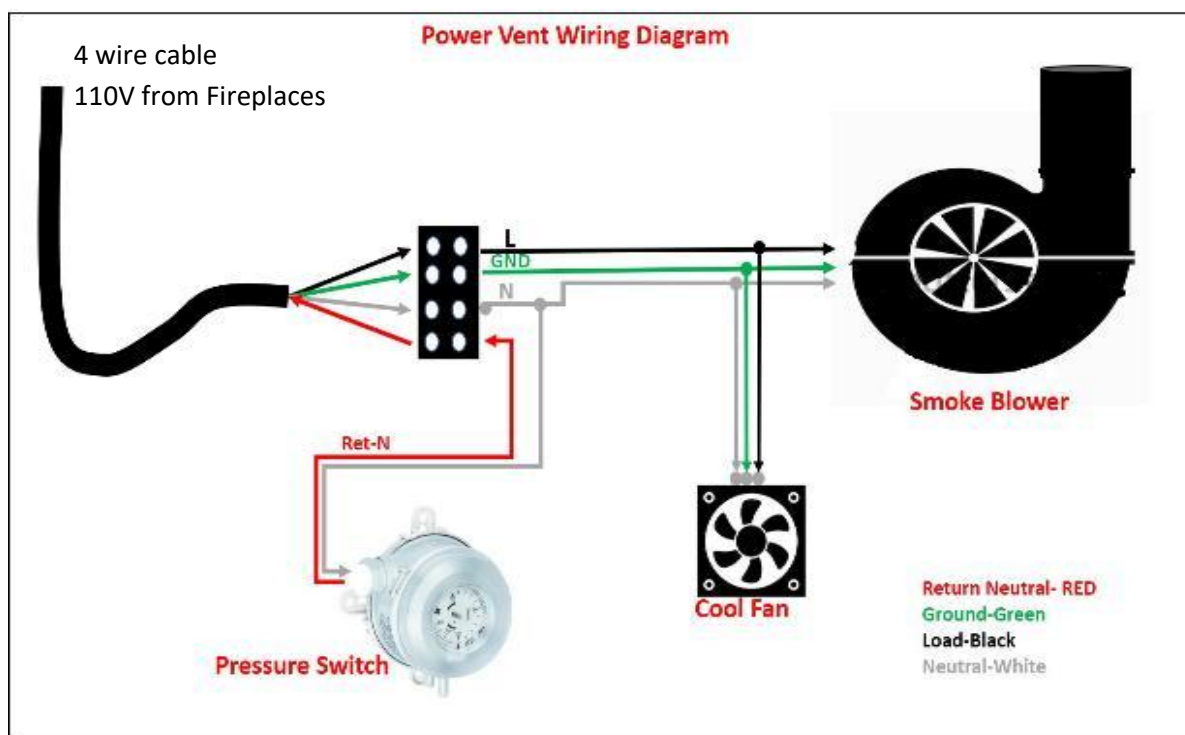 Power Vent Wiring Diagram
4 wire cable
110V from Fireplaces
L
GND
N
Smoke Blower
Ret-N
Cool Fan
Pressure Switch
Return Neutral- RED
Ground-Green
Load-Black
Neutral-White